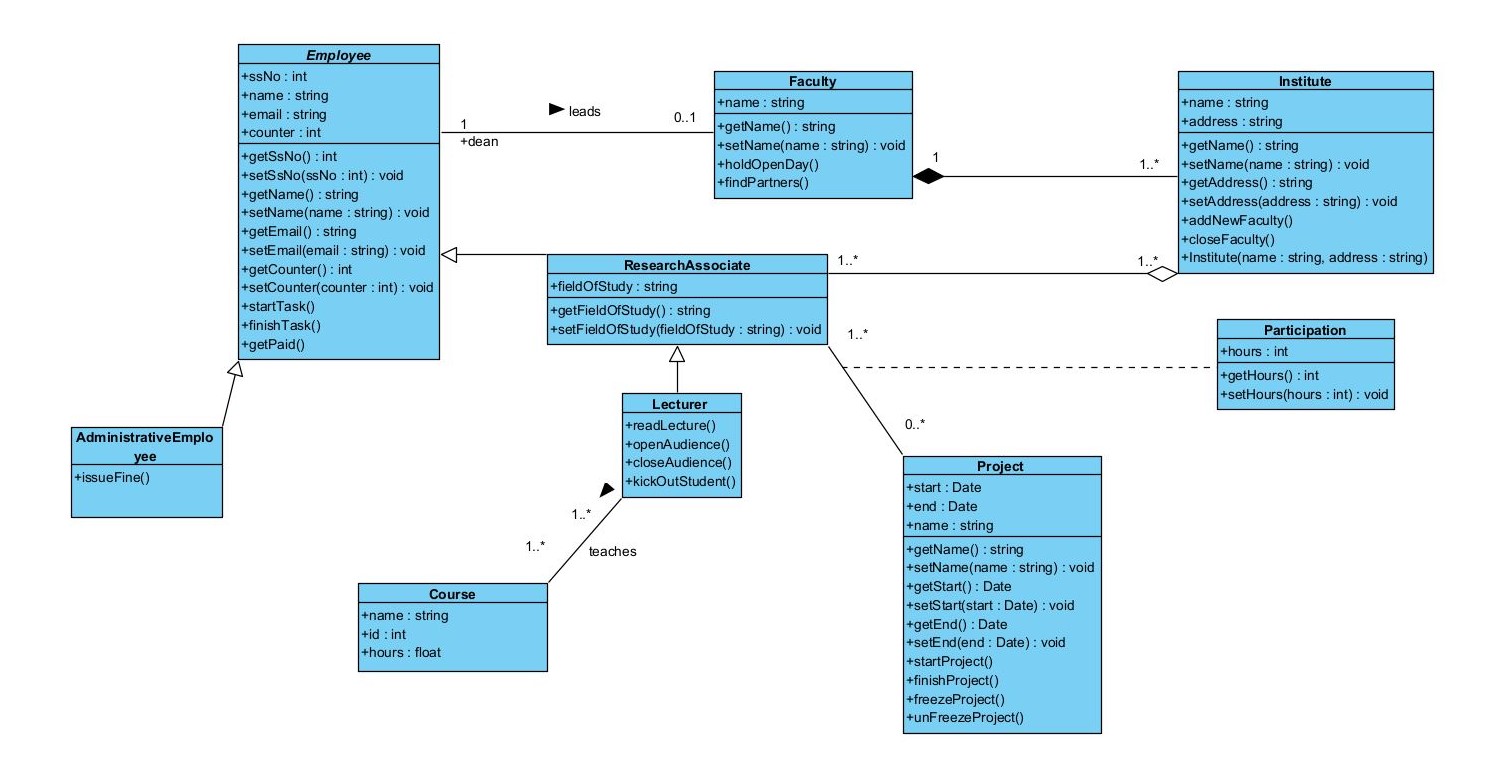 Employee
+ssNo : int
+name : string
+email : string
+counter : int
+getSsNo() : int
+setSsNo(ssNo : int) : void
+getName() : string
+setName(name : string) : void
+getEmail() : string
+setEmail(email : string) : void
+getCounter() : int
+setCounter(counter : int) : void
+startTask()
+finishTask()
+getPaid()
1
+dean
leads
0..1
Faculty
+name : string
+getName() : string
+setName(name : string) : void
+holdOpenDay()
+findPartners()
1
1..*
Institute
+name : string
+address : string
+getName() : string
+setName(name : string) : void
+getAddress() : string
+setAddress(address : string) : void
+addNewFaculty()
+closeFaculty()
+Institute(name : string, address : string)
ResearchAssociate
+fieldOfStudy : string
+getFieldOfStudy() : string
+setFieldOfStudy(fieldOfStudy : string) : void
1..*
1..*
1..*
0..*
Participation
+hours : int
+getHours() : int
+setHours(hours : int) : void
AdministrativeEmplo
yee
+issueFine()
Lecturer
+readLecture()
+openAudience()
+closeAudience()
+kickOutStudent()
1..*
1..*
teaches
Course
+name : string
+id : int
+hours : float
Project
+start : Date
+end : Date
+name : string
+getName() : string
+setName(name : string) : void
+getStart() : Date
+setStart(start : Date) : void
+getEnd() : Date
+setEnd(end : Date) : void
+startProject()
+finishProject()
+freezeProject()
+unFreezeProject()